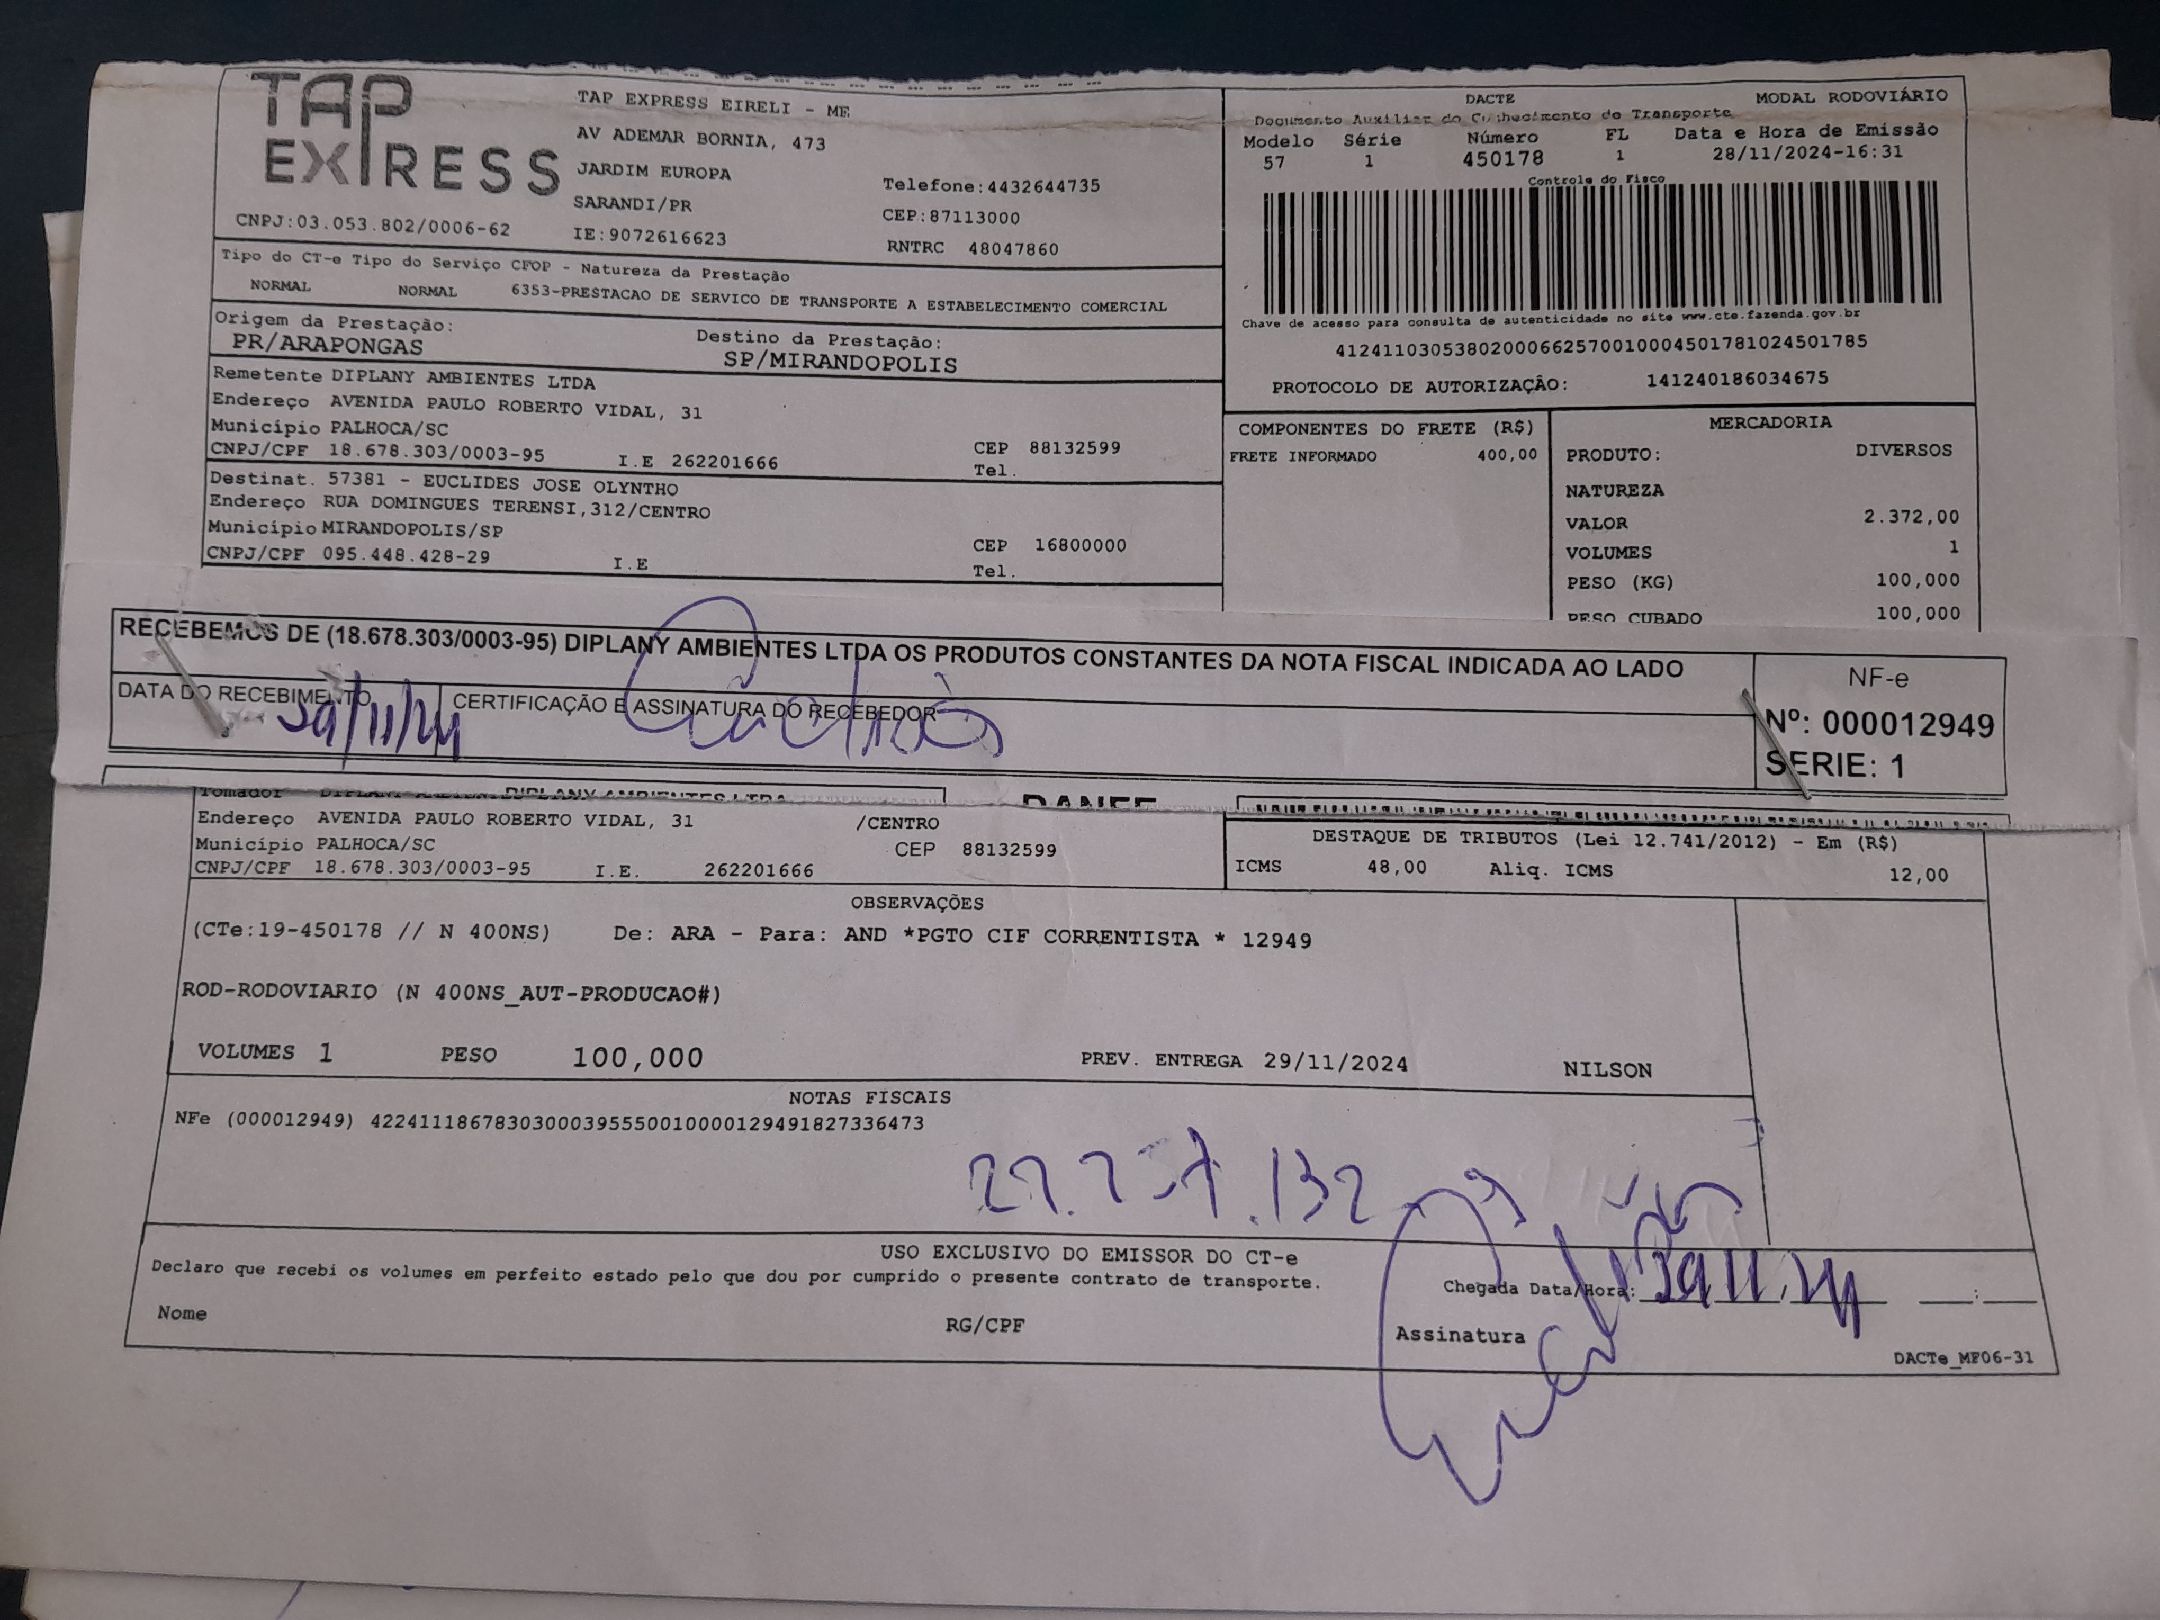 TAP
EXPRESS
TAP EXPRESS EIRELI - ME
AV ADEMAR BORNIA, 473
JARDIM EUROPA
Telefone:4432644735
SARANDI/PR
CEP:87113000
CNPJ:03.053.802/0006-62
IE:9072616623
RNTRC 48047860
DACTE
MODAL RODOVIÁRIO
Documento Auxiliar do Conhecimento de Transporte
Modelo Série Número FL Data e Hora de Emissão
57 1 450178 1 28/11/2024-16:31
Controle do Fisco
Chave de acesso para consulta de autenticidade no site www.cte.fazenda.gov.br
41241103053802000662570010004501781024501785
PROTOCOLO DE AUTORIZAÇÃO: 141240186034675
Tipo do CT-e Tipo do Serviço CFOP - Natureza da Prestação
NORMAL NORMAL 6353-PRESTACAO DE SERVICO DE TRANSPORTE A ESTABELECIMENTO COMERCIAL
Origem da Prestação: Destino da Prestação:
PR/ARAPONGAS SP/MIRANDOPOLIS
Remetente DIPLANY AMBIENTES LTDA
Endereço AVENIDA PAULO ROBERTO VIDAL, 31
Município PALHOCA/SC
CEP 88132599
CNPJ/CPF 18.678.303/0003-95 I.E 262201666 Tel.
Destinat. 57381 - EUCLIDES JOSE OLYNTHO
Endereço RUA DOMINGUES TERENSI,312/CENTRO
Município MIRANDOPOLIS/SP
CEP 16800000
CNPJ/CPF 095.448.428-29 I.E Tel.
COMPONENTES DO FRETE (R$)
FRETE INFORMADO 400,00
MERCADORIA
PRODUTO: DIVERSOS
NATUREZA
VALOR 2.372,00
VOLUMES 1
PESO (KG) 100,000
PESO CUBADO 100,000
RECEBEMOS DE (18.678.303/0003-95) DIPLANY AMBIENTES LTDA OS PRODUTOS CONSTANTES DA NOTA FISCAL INDICADA AO LADO
DATA DO RECEBIMENTO CERTIFICAÇÃO E ASSINATURA DO RECEBEDOR
NF-e
Nº: 000012949
SERIE: 1
Tomador DIPLANY AMBIENTES LTDA
DANFE
Endereço AVENIDA PAULO ROBERTO VIDAL, 31 /CENTRO
Município PALHOCA/SC CEP 88132599
CNPJ/CPF 18.678.303/0003-95 I.E. 262201666
DESTAQUE DE TRIBUTOS (Lei 12.741/2012) - Em (R$)
ICMS 48,00 Aliq. ICMS 12,00
OBSERVAÇÕES
(CTe:19-450178 // N 400NS) De: ARA - Para: AND *PGTO CIF CORRENTISTA * 12949
ROD-RODOVIARIO (N 400NS_AUT-PRODUCAO#)
VOLUMES 1 PESO 100,000 PREV. ENTREGA 29/11/2024 NILSON
NOTAS FISCAIS
NFe (000012949) 42241118678303000395550010000129491827336473
USO EXCLUSIVO DO EMISSOR DO CT-e
Declaro que recebi os volumes em perfeito estado pelo que dou por cumprido o presente contrato de transporte.
Chegada Data/Hora:
Nome RG/CPF Assinatura
DACTe_MF06-31